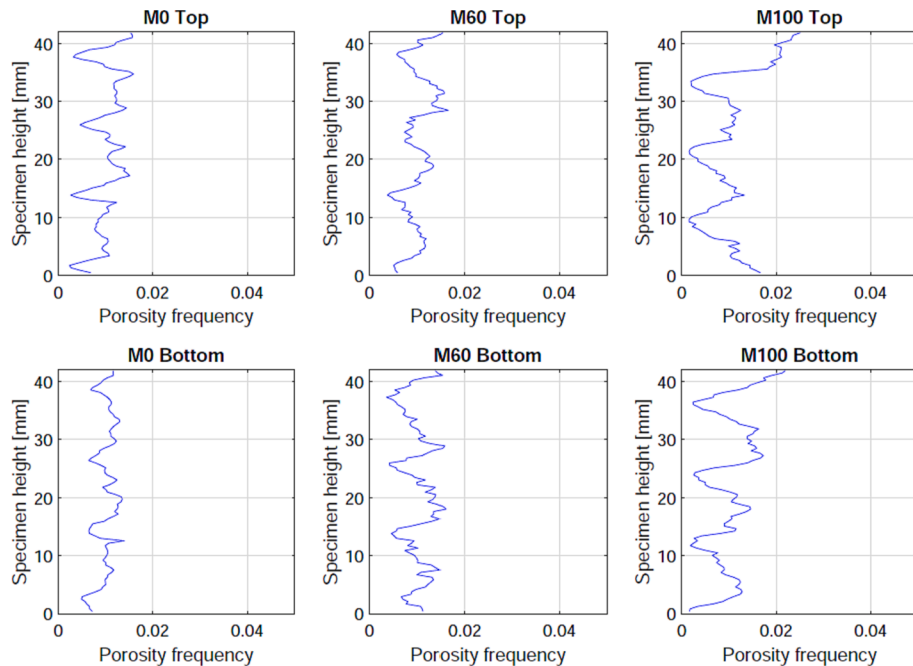 M0 Top
M60 Top
M100 Top
Specimen height [mm]
40
30
20
10
0
0 0.02 0.04
Porosity frequency
Specimen height [mm]
40
30
20
10
0
0 0.02 0.04
Porosity frequency
Specimen height [mm]
40
30
20
10
0
0 0.02 0.04
Porosity frequency
M0 Bottom
M60 Bottom
M100 Bottom
Specimen height [mm]
40
30
20
10
0
0 0.02 0.04
Porosity frequency
Specimen height [mm]
40
30
20
10
0
0 0.02 0.04
Porosity frequency
Specimen height [mm]
40
30
20
10
0
0 0.02 0.04
Porosity frequency